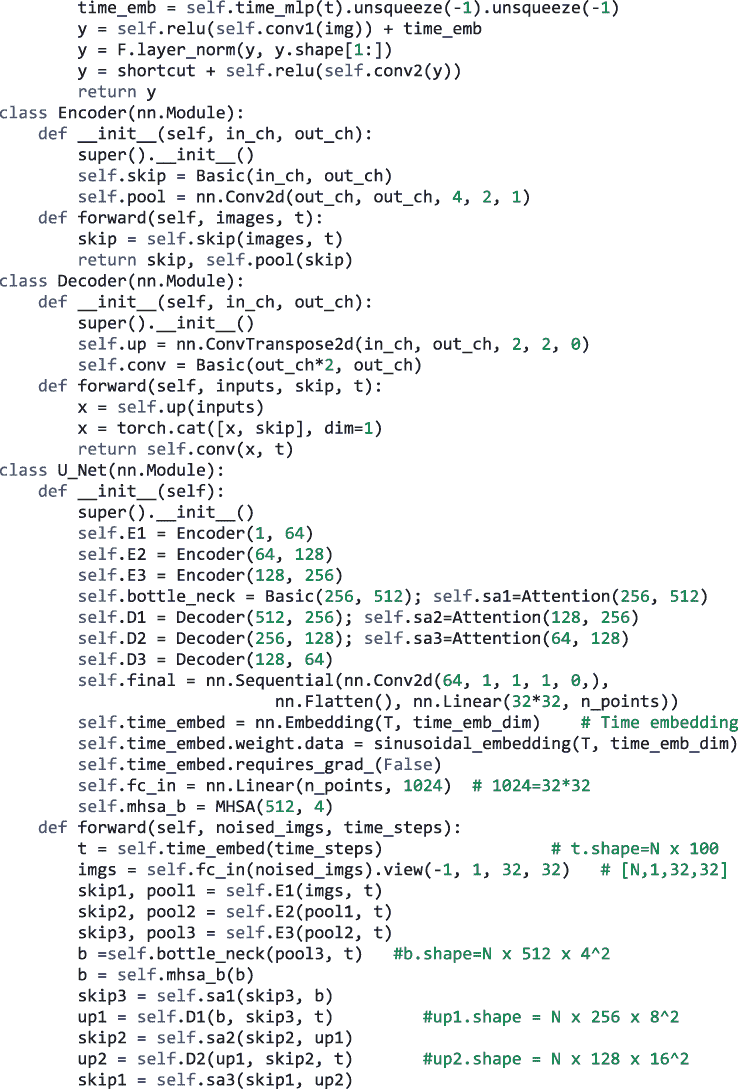 time_emb = self.time_mlp(t).unsqueeze(-1).unsqueeze(-1)
        y = self.relu(self.conv1(img)) + time_emb
        y = F.layer_norm(y, y.shape[1:])
        y = shortcut + self.relu(self.conv2(y))
        return y
class Encoder(nn.Module):
    def __init__(self, in_ch, out_ch):
        super().__init__()
        self.skip = Basic(in_ch, out_ch)
        self.pool = nn.Conv2d(out_ch, out_ch, 4, 2, 1)
    def forward(self, images, t):
        skip = self.skip(images, t)
        return skip, self.pool(skip)
class Decoder(nn.Module):
    def __init__(self, in_ch, out_ch):
        super().__init__()
        self.up = nn.ConvTranspose2d(in_ch, out_ch, 2, 2, 0)
        self.conv = Basic(out_ch*2, out_ch)
    def forward(self, inputs, skip, t):
        x = self.up(inputs)
        x = torch.cat([x, skip], dim=1)
        return self.conv(x, t)
class U_Net(nn.Module):
    def __init__(self):
        super().__init__()
        self.E1 = Encoder(1, 64)
        self.E2 = Encoder(64, 128)
        self.E3 = Encoder(128, 256)
        self.bottle_neck = Basic(256, 512); self.sa1=Attention(256, 512)
        self.D1 = Decoder(512, 256); self.sa2=Attention(128, 256)
        self.D2 = Decoder(256, 128); self.sa3=Attention(64, 128)
        self.D3 = Decoder(128, 64)
        self.final = nn.Sequential(nn.Conv2d(64, 1, 1, 1, 0,),
                            nn.Flatten(), nn.Linear(32*32, n_points))
        self.time_embed = nn.Embedding(T, time_emb_dim)    # Time embedding
        self.time_embed.weight.data = sinusoidal_embedding(T, time_emb_dim)
        self.time_embed.requires_grad_(False)
        self.fc_in = nn.Linear(n_points, 1024)  # 1024=32*32
        self.mhsa_b = MHSA(512, 4)
    def forward(self, noised_imgs, time_steps):
        t = self.time_embed(time_steps)                 # t.shape=N x 100
        imgs = self.fc_in(noised_imgs).view(-1, 1, 32, 32)   # [N,1,32,32]
        skip1, pool1 = self.E1(imgs, t)
        skip2, pool2 = self.E2(pool1, t)
        skip3, pool3 = self.E3(pool2, t)
        b =self.bottle_neck(pool3, t)   #b.shape=N x 512 x 4^2
        b = self.mhsa_b(b)
        skip3 = self.sa1(skip3, b)
        up1 = self.D1(b, skip3, t)         #up1.shape = N x 256 x 8^2
        skip2 = self.sa2(skip2, up1)
        up2 = self.D2(up1, skip2, t)       #up2.shape = N x 128 x 16^2
        skip1 = self.sa3(skip1, up2)